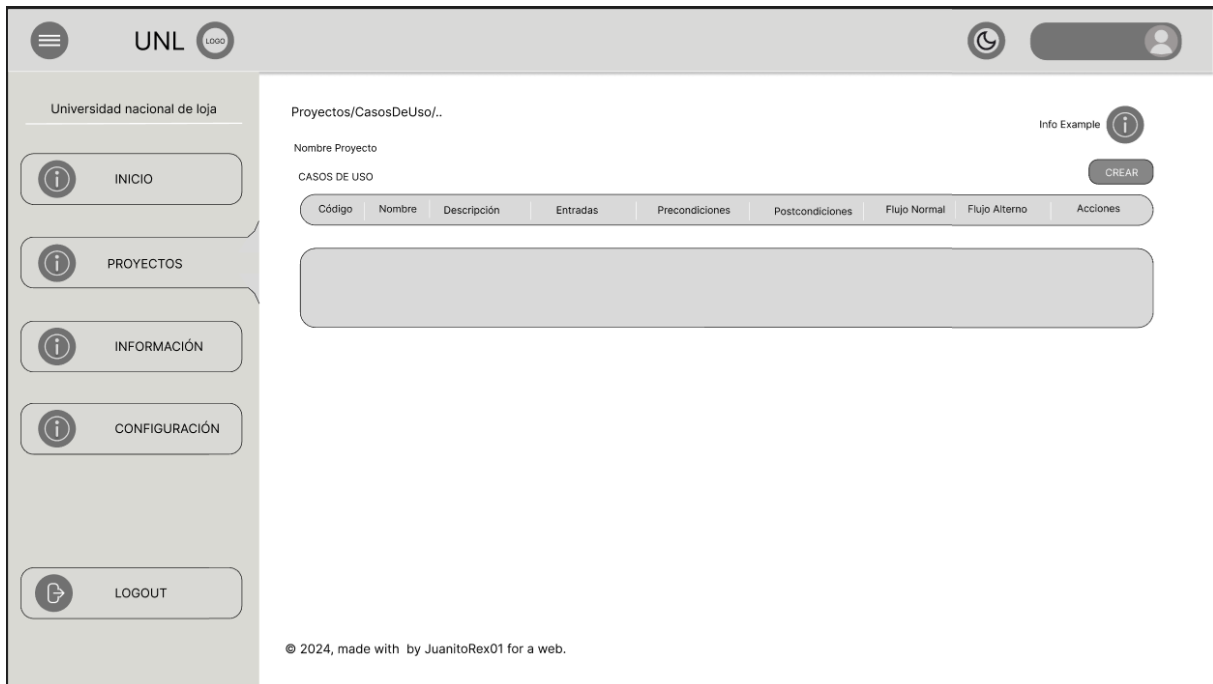 UNL LOGO
Universidad nacional de loja
INICIO
PROYECTOS
INFORMACIÓN
CONFIGURACIÓN
LOGOUT
Proyectos/CasosDeUso/..
Info Example
Nombre Proyecto
CASOS DE USO
CREAR
Código Nombre Descripción Entradas Precondiciones Postcondiciones Flujo Normal Flujo Alterno Acciones
© 2024, made with by JuanitoRex01 for a web.